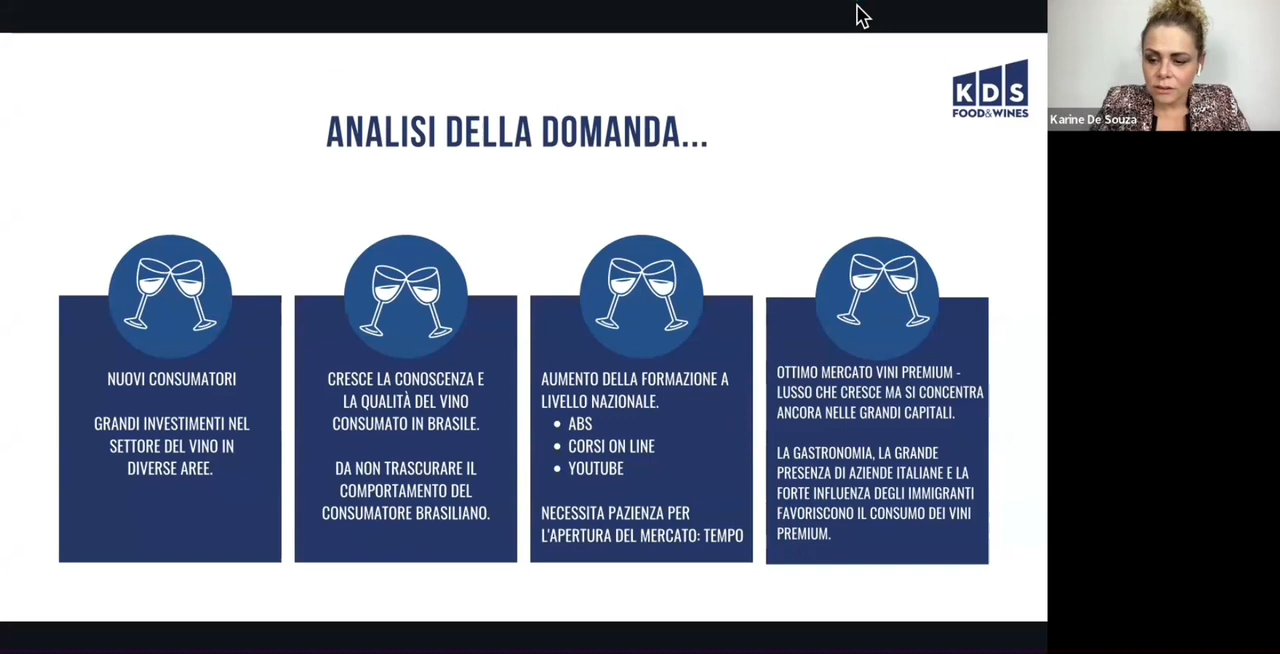 KDS
FOOD&WINES
Karine De Souza
ANALISI DELLA DOMANDA...
NUOVI CONSUMATORI
GRANDI INVESTIMENTI NEL
SETTORE DEL VINO IN
DIVERSE AREE.
CRESCE LA CONOSCENZA E
LA QUALITÀ DEL VINO
CONSUMATO IN BRASILE.
DA NON TRASCURARE IL
COMPORTAMENTO DEL
CONSUMATORE BRASILIANO.
AUMENTO DELLA FORMAZIONE A
LIVELLO NAZIONALE.
• ABS
• CORSI ON LINE
• YOUTUBE
NECESSITA PAZIENZA PER
L'APERTURA DEL MERCATO: TEMPO
OTTIMO MERCATO VINI PREMIUM -
LUSSO CHE CRESCE MA SI CONCENTRA
ANCORA NELLE GRANDI CAPITALI.
LA GASTRONOMIA, LA GRANDE
PRESENZA DI AZIENDE ITALIANE E LA
FORTE INFLUENZA DEGLI IMMIGRANTI
FAVORISCONO IL CONSUMO DEI VINI
PREMIUM.